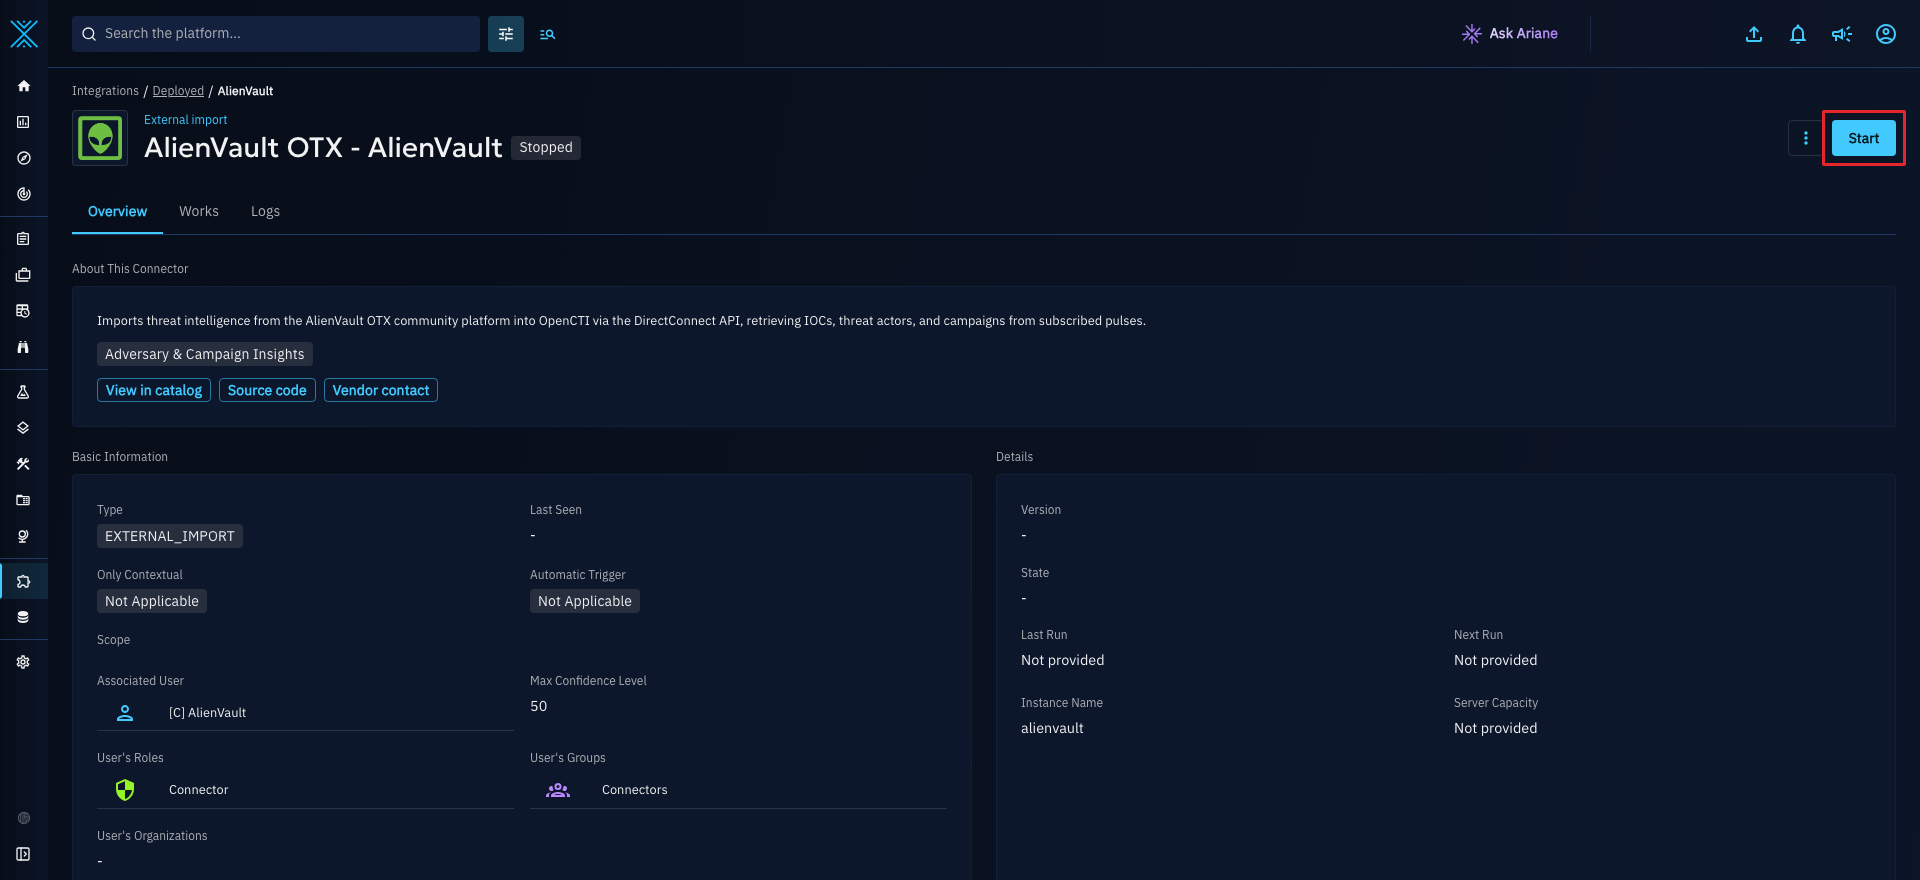 Search the platform...
Ask Ariane
Integrations / Deployed / AlienVault
External import
AlienVault OTX - AlienVault Stopped
Start
Overview Works Logs
About This Connector
Imports threat intelligence from the AlienVault OTX community platform into OpenCTI via the DirectConnect API, retrieving IOCs, threat actors, and campaigns from subscribed pulses.
Adversary & Campaign Insights
View in catalog Source code Vendor contact
Basic Information
Type Last Seen
EXTERNAL_IMPORT -
Only Contextual Automatic Trigger
Not Applicable Not Applicable
Scope
Associated User Max Confidence Level
[C] AlienVault 50
User's Roles User's Groups
Connector Connectors
User's Organizations
-
Details
Version
-
State
-
Last Run Next Run
Not provided Not provided
Instance Name Server Capacity
alienvault Not provided